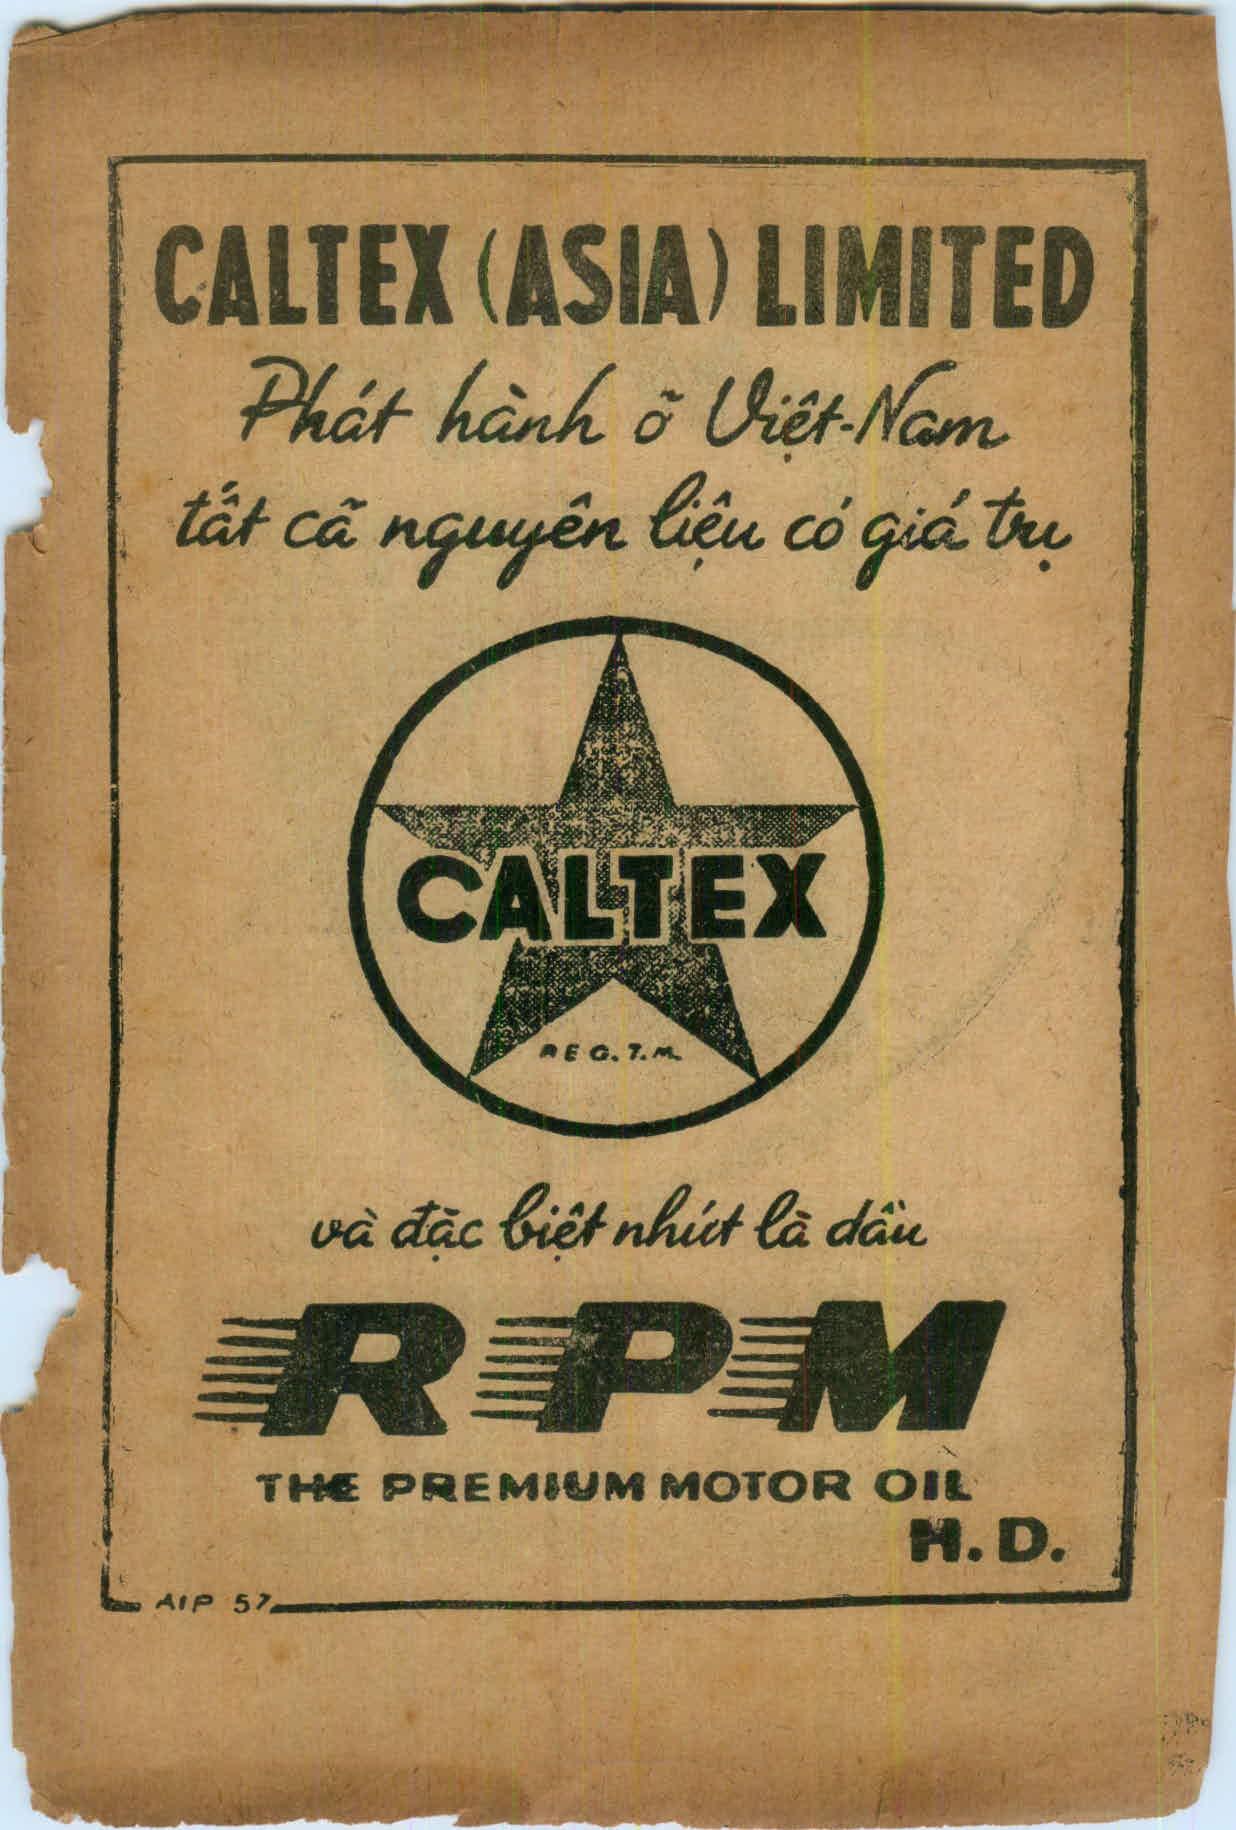 CALTEX (ASIA) LIMITED
Phát hành ở Việt-Nam
tất cã nguyên liệu có giá trụ
CALTEX
REG. T.M.
và đặc biệt nhút là dầu
RPM
THE PREMIUM MOTOR OIL
H.D.
AIP 57